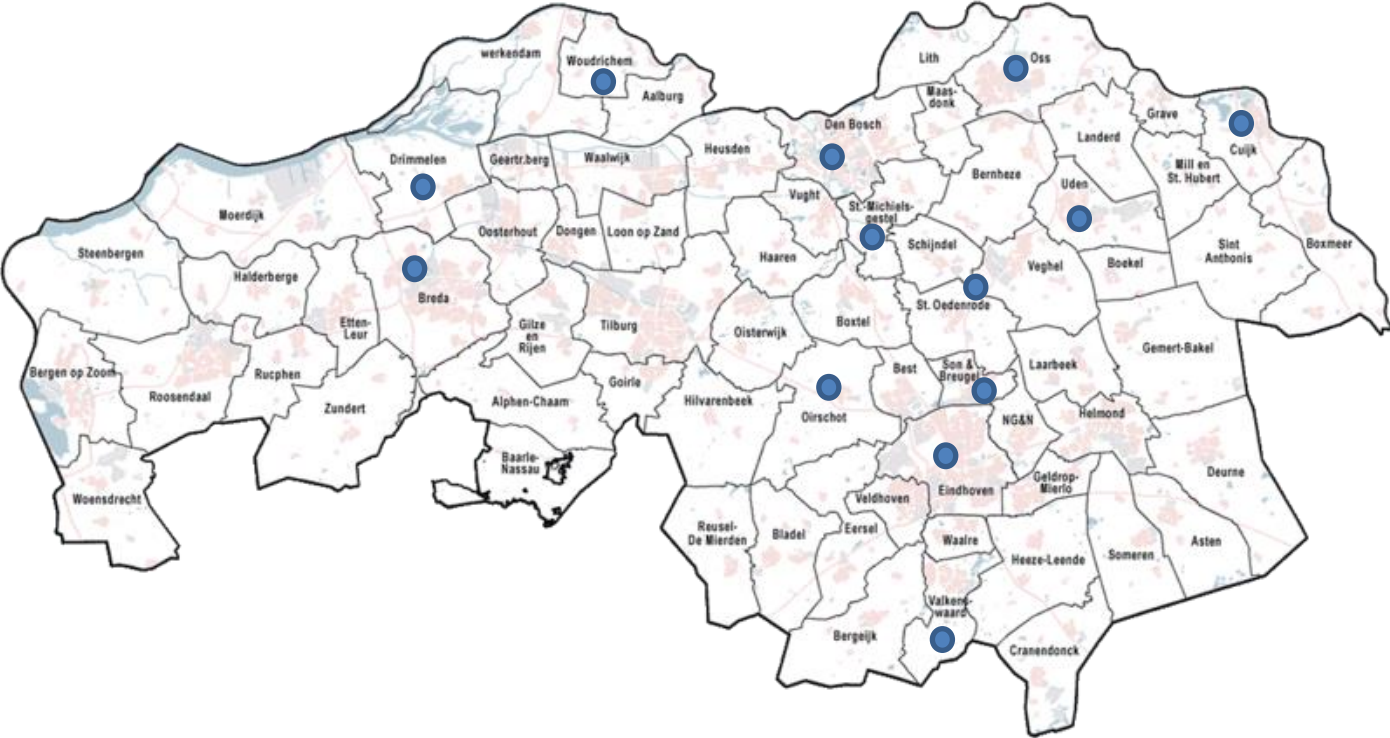 werkendam
Woudrichem
Aalburg
Lith
Oss
Maas-
donk
Grave
Cuijk
Landerd
Mill en
St. Hubert
Den Bosch
Heusden
Drimmelen
Geertr.berg
Waalwijk
Bernheze
Uden
Vught
St. Michiels-
gestel
Moerdijk
Oosterhout
Dongen
Loon op Zand
Haaren
Schijndel
Veghel
Boekel
Sint
Anthonis
Boxmeer
Steenbergen
Halderberge
Breda
Etten-
Leur
Gilze
en
Rijen
Tilburg
Oisterwijk
Boxtel
St. Oedenrode
Bergen op Zoom
Roosendaal
Rucphen
Zundert
Alphen-Chaam
Goirle
Hilvarenbeek
Oirschot
Best
Son &
Breugel
Laarbeek
Gemert-Bakel
NG&N
Helmond
Woensdrecht
Baarle-
Nassau
Veldhoven
Eindhoven
Geldrop-
Mierlo
Deurne
Reusel-
De Mierden
Bladel
Eersel
Waalre
Heeze-Leende
Someren
Asten
Valkens-
waard
Bergeijk
Cranendonck